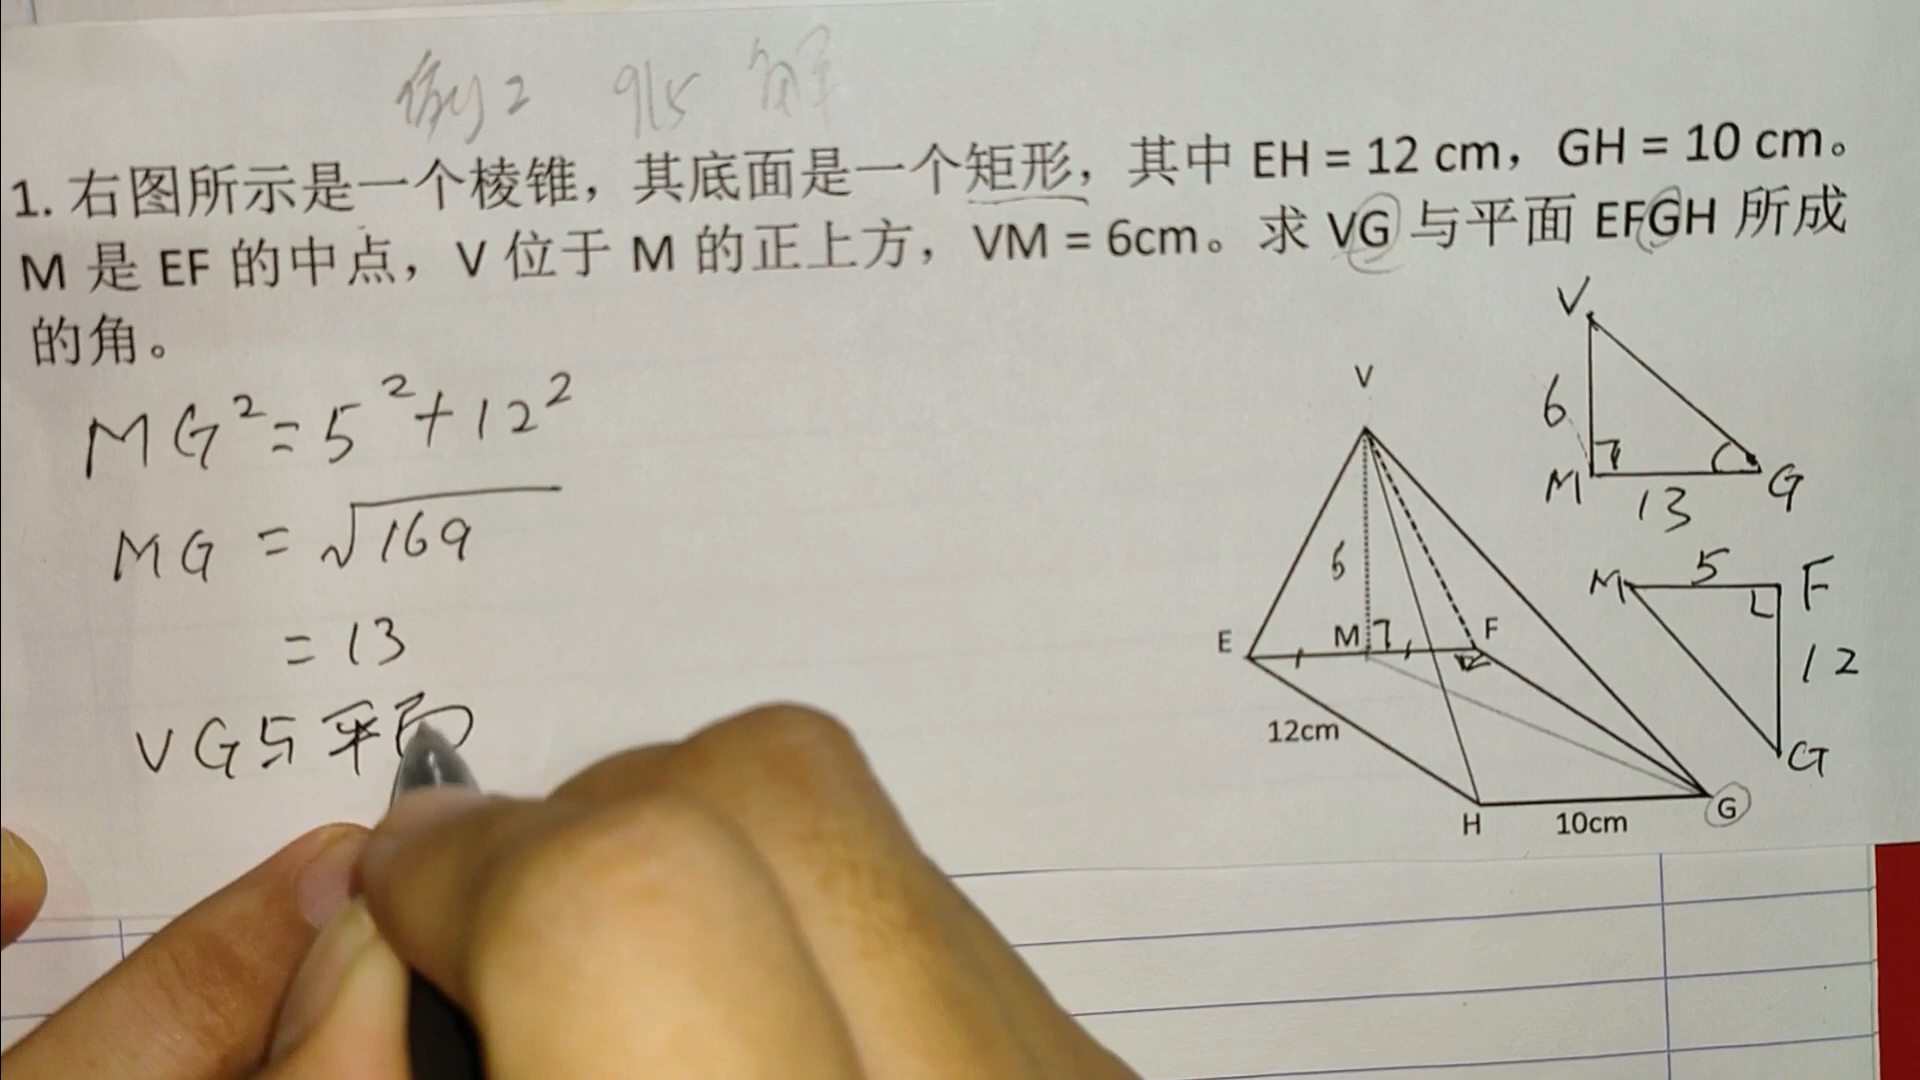 例2 915 解
1. 右图所示是一个棱锥，其底面是一个矩形，其中 EH = 12 cm，GH = 10 cm。
M 是 EF 的中点，V 位于 M 的正上方，VM = 6cm。求 VG 与平面 EFGH 所成
的角。
MG² = 5² + 12²
MG = √169
= 13
VG与平面
V
6
M
13
G
M
5
F
12
G
V
6
E
M
F
12cm
H
10cm
G